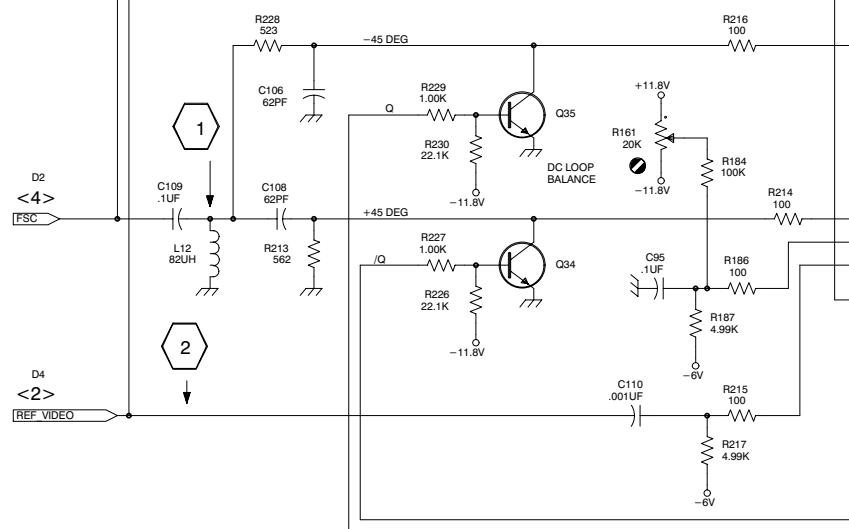 R228
523
−45 DEG
R216
100
C106
62PF
R229
1.00K
Q
Q35
+11.8V
R161
20K
1
R230
22.1K
DC LOOP
BALANCE
R184
100K
−11.8V
−11.8V
D2
<4>
FSC
C109
.1UF
C108
62PF
+45 DEG
R214
100
L12
82UH
R213
562
R227
1.00K
/Q
Q34
C95
.1UF
R186
100
R226
22.1K
R187
4.99K
2
−11.8V
−6V
D4
<2>
REF_VIDEO
C110
.001UF
R215
100
R217
4.99K
−6V